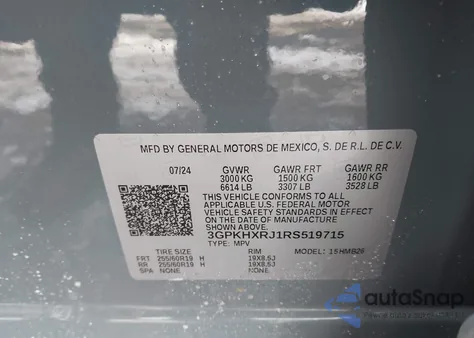 MFD BY GENERAL MOTORS DE MEXICO, S. DE R.L. DE C.V.
07/24 GVWR GAWR FRT GAWR RR
3000 KG 1500 KG 1600 KG
6614 LB 3307 LB 3528 LB
THIS VEHICLE CONFORMS TO ALL
APPLICABLE U.S. FEDERAL MOTOR
VEHICLE SAFETY STANDARDS IN
EFFECT ON THE DATE OF MANUFACTURE
SHOWN ABOVE.
3GPKHXRJ1RS519715
TYPE: MPV MODEL: 15HMB26
TIRE SIZE RIM
FRT 255/60R19 H 19X8.5J
RR 255/60R19 H 19X8.5J
SPA NONE NONE
autoSnap